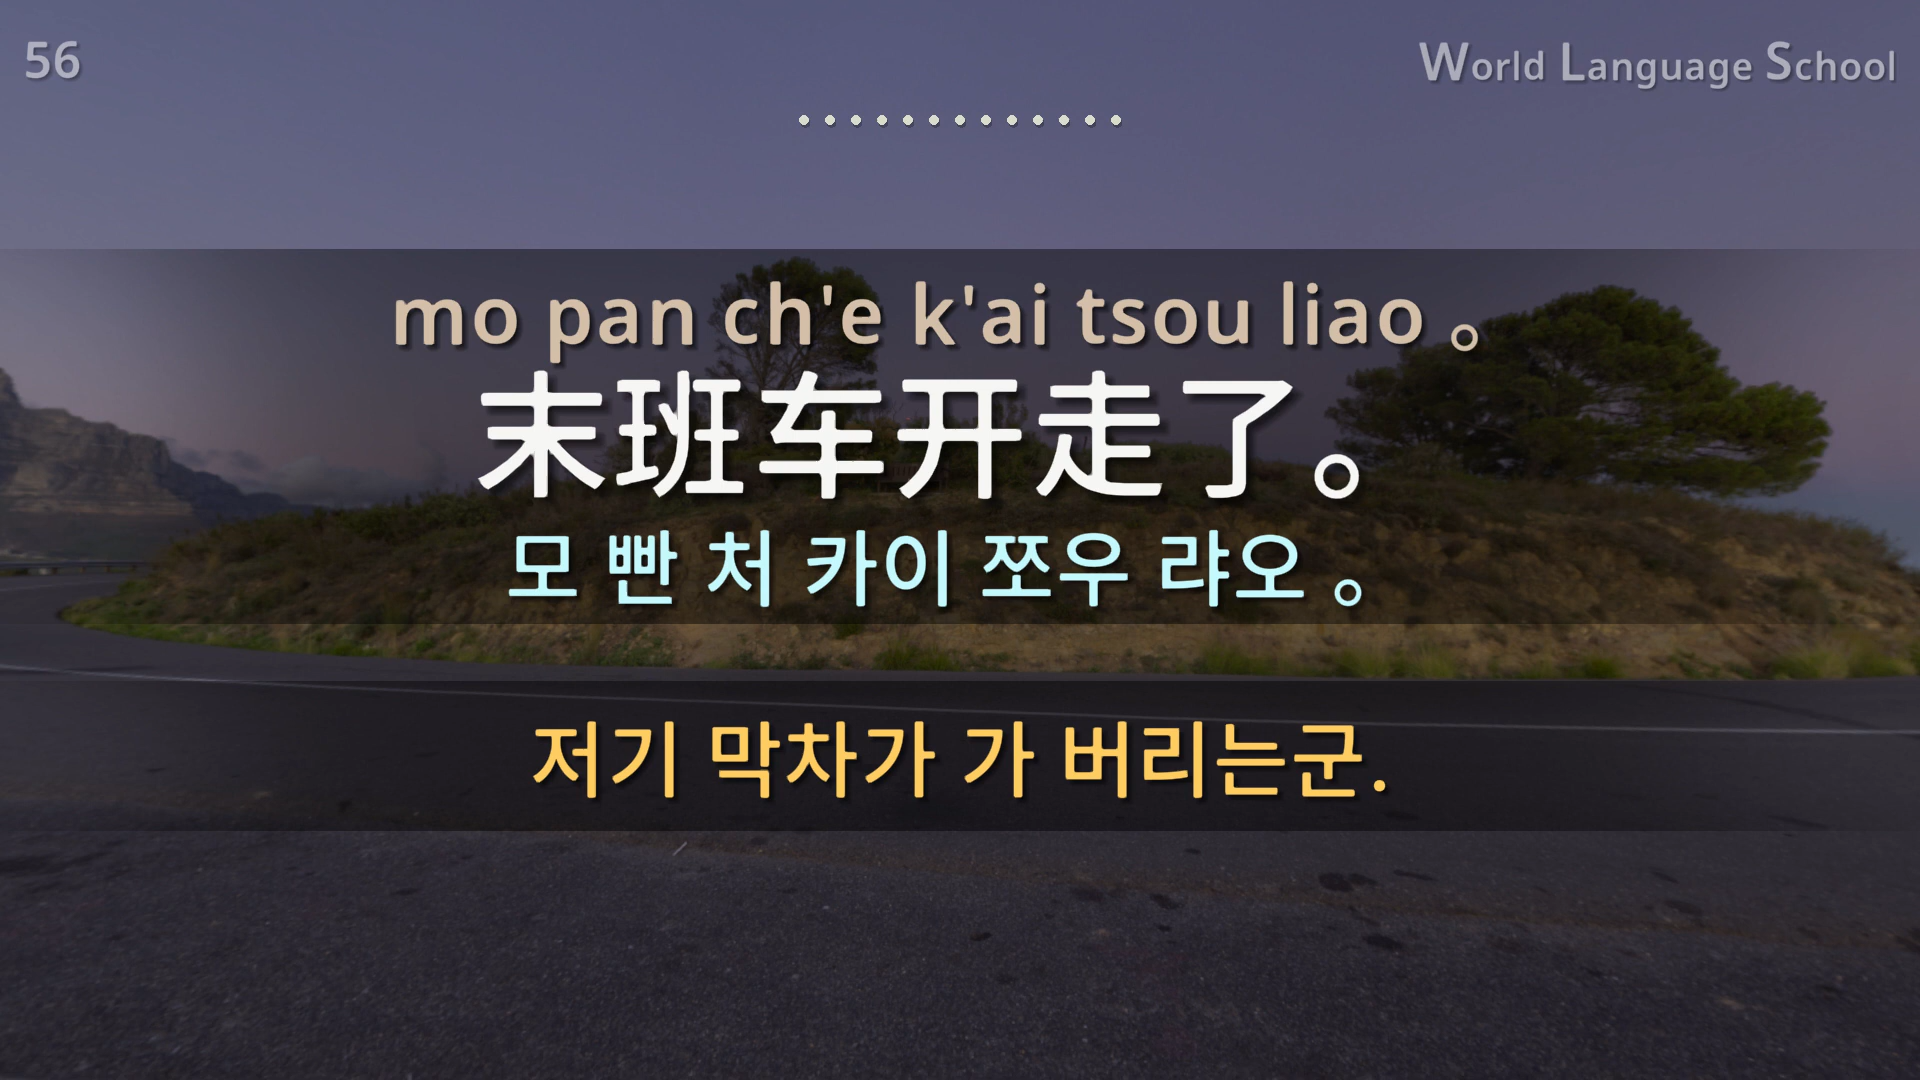 56
World Language School
mo pan ch'e k'ai tsou liao 。
末班车开走了。
모 빤 처 카이 쪼우 랴오 。
저기 막차가 가 버리는군.